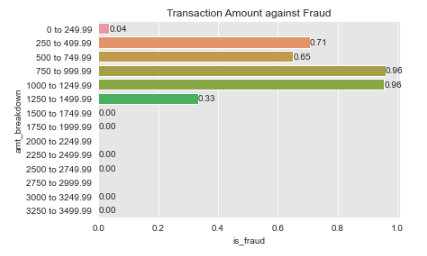 Transaction Amount against Fraud
amt_breakdown
0 to 249.99 0.04
250 to 499.99 0.71
500 to 749.99 0.65
750 to 999.99 0.96
1000 to 1249.99 0.96
1250 to 1499.99 0.33
1500 to 1749.99 0.00
1750 to 1999.99 0.00
2000 to 2249.99
2250 to 2499.99 0.00
2500 to 2749.99 0.00
2750 to 2999.99
3000 to 3249.99 0.00
3250 to 3499.99 0.00
0.0 0.2 0.4 0.6 0.8 1.0
is_fraud